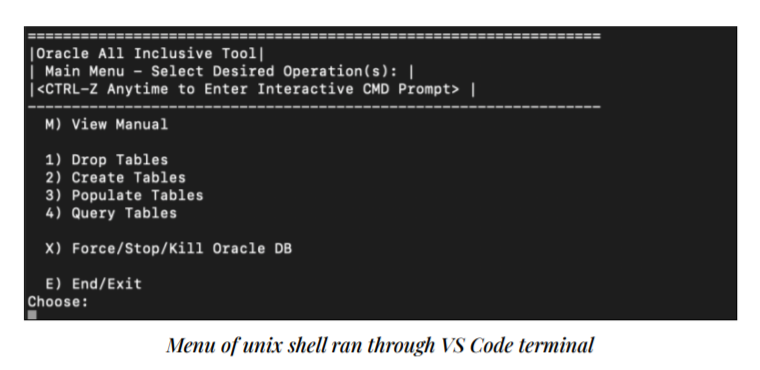 =================================================================
|Oracle All Inclusive Tool|
| Main Menu - Select Desired Operation(s): |
|<CTRL-Z Anytime to Enter Interactive CMD Prompt> |
-----------------------------------------------------------------
M) View Manual
1) Drop Tables
2) Create Tables
3) Populate Tables
4) Query Tables
X) Force/Stop/Kill Oracle DB
E) End/Exit
Choose:
Menu of unix shell ran through VS Code terminal